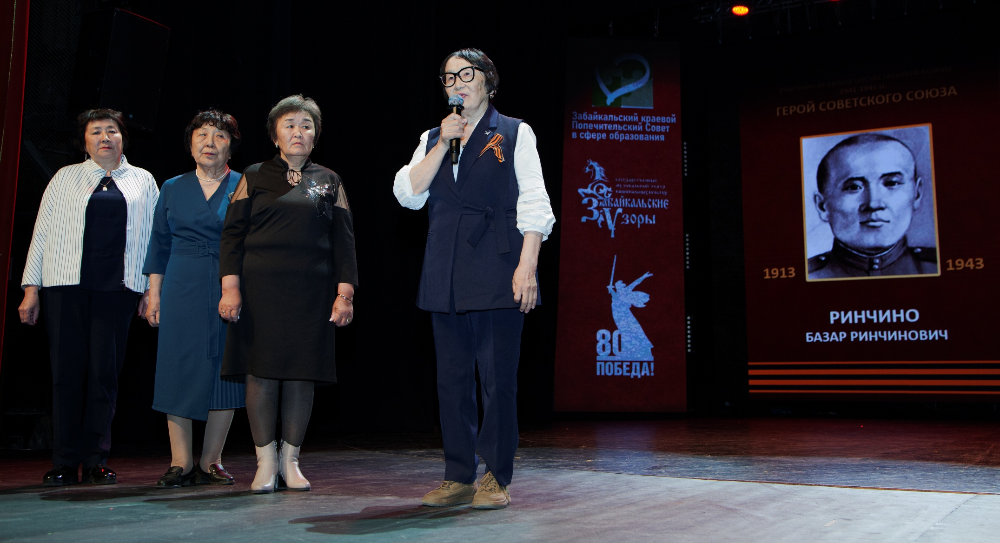 Забайкальский краевой
Попечительский Совет
в сфере образования
государственный
музыкальный театр
национальных культур
Забайкальские
Узоры
80
ПОБЕДА!
1941-1945 гг.
ГЕРОЙ СОВЕТСКОГО СОЮЗА
1913
1943
РИНЧИНО
БАЗАР РИНЧИНОВИЧ